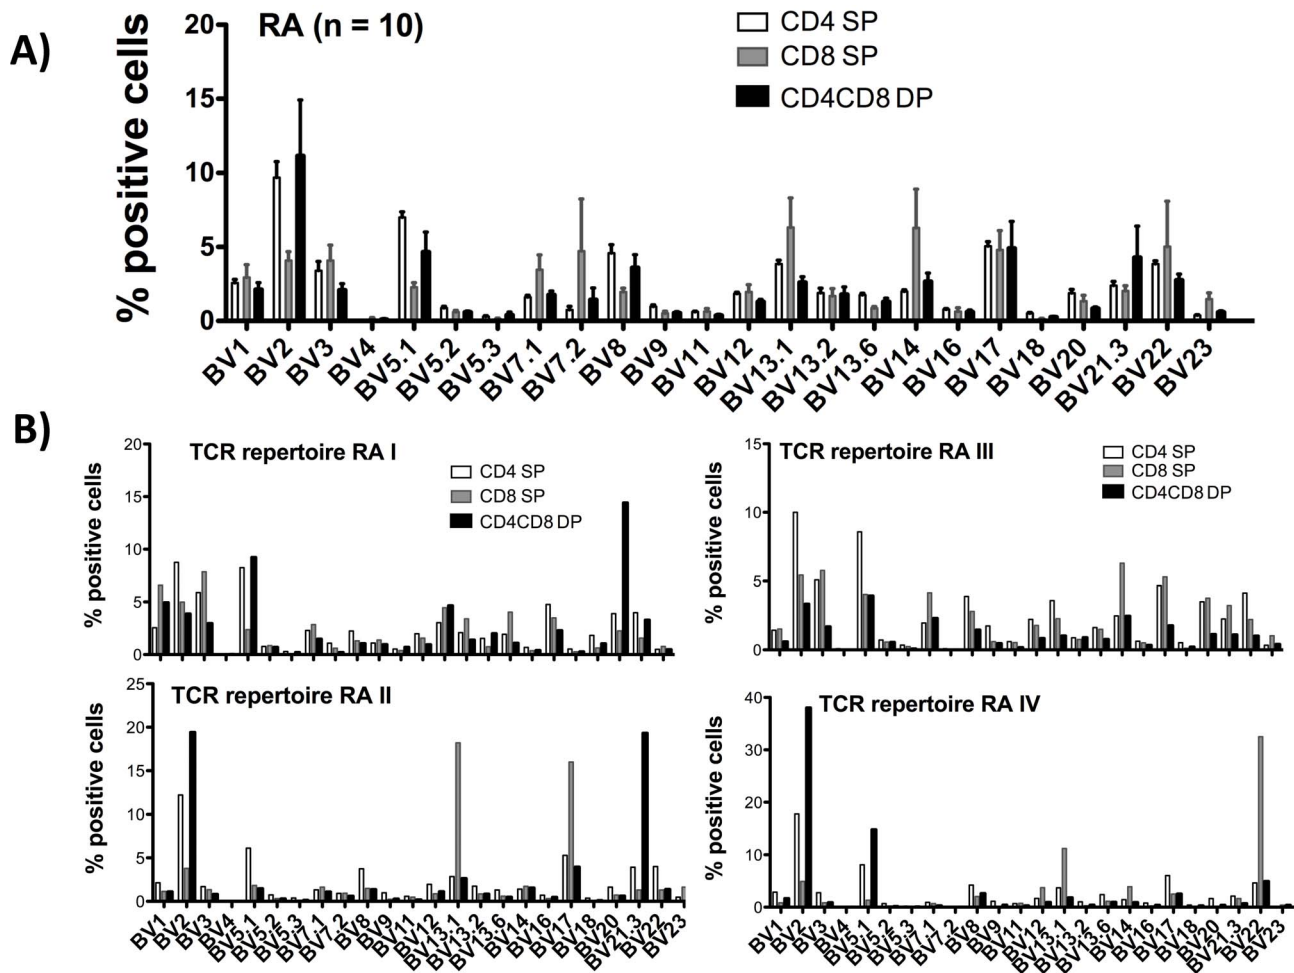 A)
RA (n = 10)
CD4 SP
CD8 SP
CD4CD8 DP
% positive cells
20
15
10
5
0
BV1 BV2 BV3 BV4 BV5.1 BV5.2 BV5.3 BV7.1 BV7.2 BV8 BV9 BV11 BV12 BV13.1 BV13.2 BV13.6 BV14 BV16 BV17 BV18 BV20 BV21.3 BV22 BV23
B)
TCR repertoire RA I
CD4 SP
CD8 SP
CD4CD8 DP
% positive cells
20
15
10
5
0
TCR repertoire RA III
CD4 SP
CD8 SP
CD4CD8 DP
% positive cells
15
10
5
0
TCR repertoire RA II
% positive cells
25
20
15
10
5
0
BV1 BV2 BV3 BV4 BV5.1 BV5.2 BV5.3 BV7.1 BV7.2 BV8 BV9 BV11 BV12 BV13.1 BV13.2 BV13.6 BV14 BV16 BV17 BV18 BV20 BV21.3 BV22 BV23
TCR repertoire RA IV
% positive cells
40
30
20
10
0
BV1 BV2 BV3 BV4 BV5.1 BV5.2 BV5.3 BV7.1 BV7.2 BV8 BV9 BV11 BV12 BV13.1 BV13.2 BV13.6 BV14 BV16 BV17 BV18 BV20 BV21.3 BV22 BV23